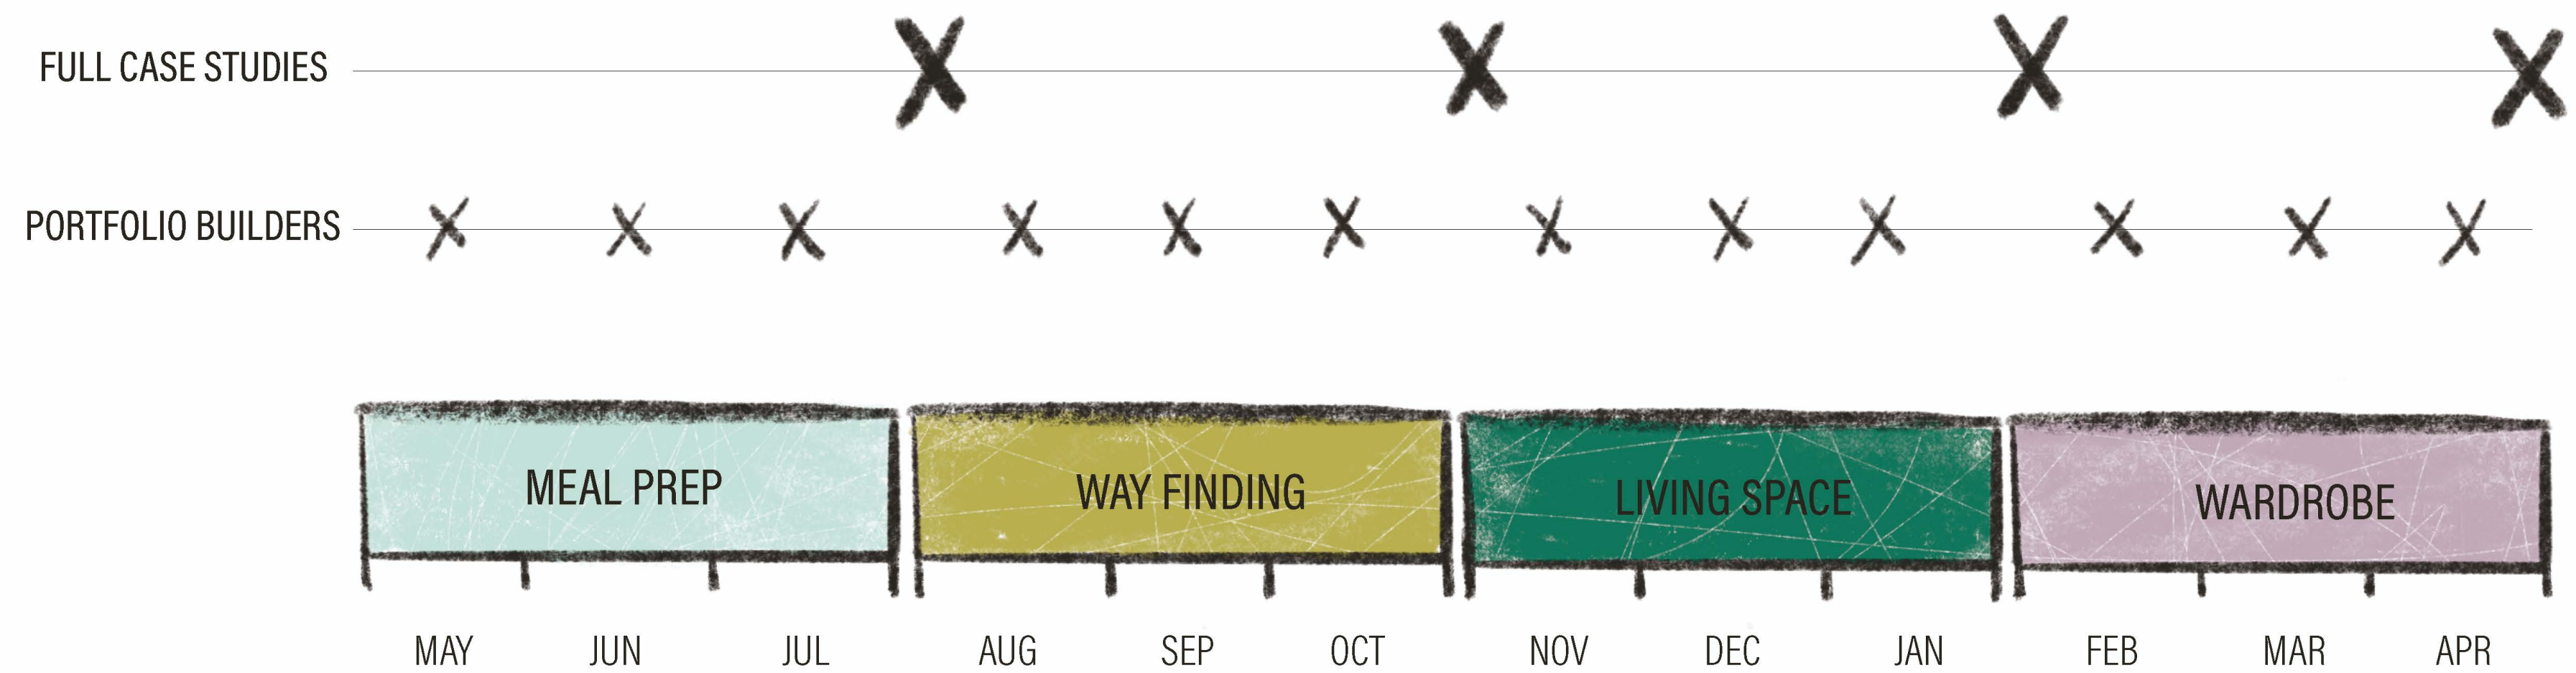 FULL CASE STUDIES
PORTFOLIO BUILDERS
MEAL PREP
WAY FINDING
LIVING SPACE
WARDROBE
MAY JUN JUL AUG SEP OCT NOV DEC JAN FEB MAR APR